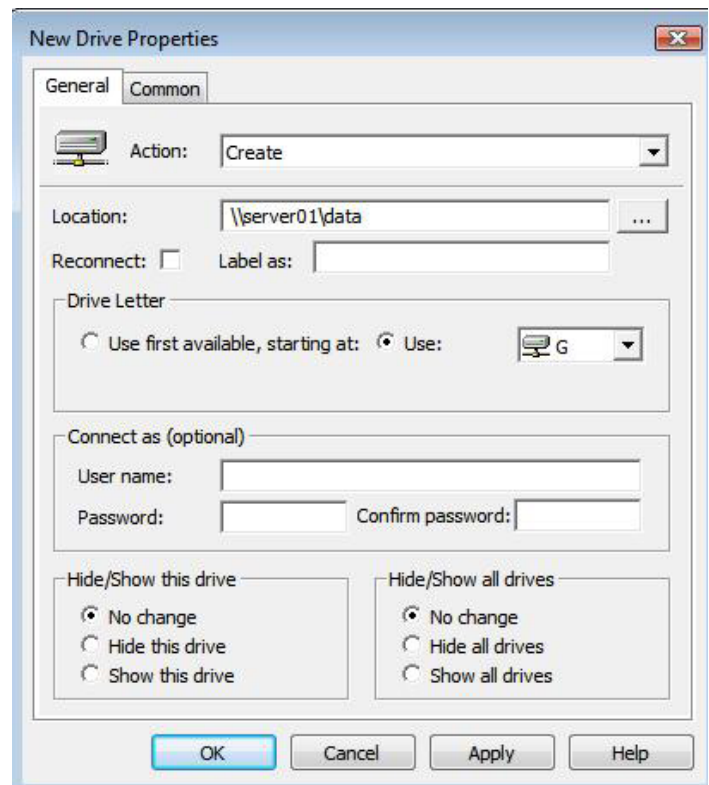 New Drive Properties
General Common
Action: Create
Location: \\server01\data ...
Reconnect: Label as:
Drive Letter
Use first available, starting at: Use: G
Connect as (optional)
User name:
Password: Confirm password:
Hide/Show this drive Hide/Show all drives
No change No change
Hide this drive Hide all drives
Show this drive Show all drives
OK Cancel Apply Help